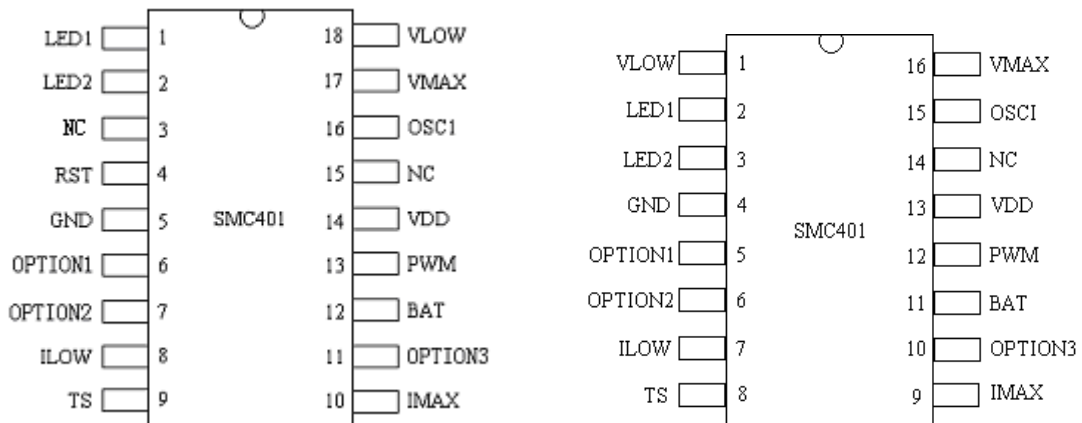 LED1 1 18 VLOW
LED2 2 17 VMAX
NC 3 16 OSC1
RST 4 15 NC
GND 5 SMC401 14 VDD
OPTION1 6 13 PWM
OPTION2 7 12 BAT
ILOW 8 11 OPTION3
TS 9 10 IMAX
VLOW 1 16 VMAX
LED1 2 15 OSCI
LED2 3 14 NC
GND 4 13 VDD
SMC401
OPTION1 5 12 PWM
OPTION2 6 11 BAT
ILOW 7 10 OPTION3
TS 8 9 IMAX